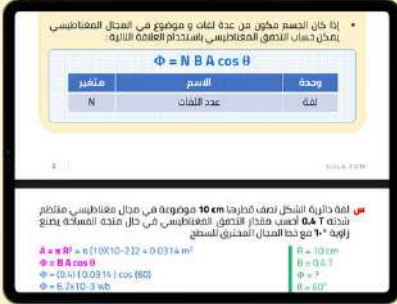 • إذا كان الجسم مكون من عدة لفات و موضوع في المجال المغناطيسي
يمكن حساب التدفق المغناطيسي باستخدام العلاقة التالية :
Φ = N B A cos θ
متغير الاسم وحدة
N عدد اللفات لفة
س لفة دائرية الشكل نصف قطرها 10 cm موضوعة في مجال مغناطيسي منتظم
شدته 0.4 T أحسب مقدار التدفق المغناطيسي في حال متجه المساحة يصنع
زاوية °٦٠ مع خط المجال المخترق للسطح
A = π R² = π (10X10-2)2 = 0.0314 m²
Φ = B A cos θ
Φ = (0.4) ( 0.0314 ) cos (60)
Φ = 6.2x10-3 wb
R = 10 cm
B = 0.4 T
Φ = ?
θ = 60°